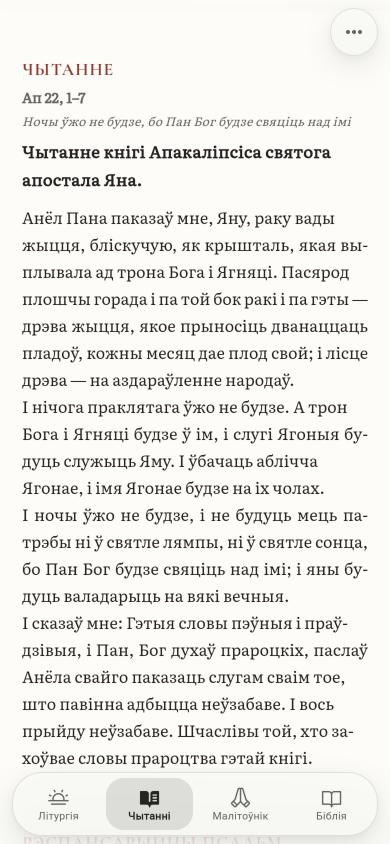 ЧЫТАННЕ
Ап 22, 1–7
Ночы ўжо не будзе, бо Пан Бог будзе свяціць над імі
Чытанне кнігі Апакаліпсіса святога
апостала Яна.
Анёл Пана паказаў мне, Яну, раку вады
жыцця, бліскучую, як крышталь, якая вы-
плывала ад трона Бога і Ягняці. Пасярод
плошчы горада і па той бок ракі і па гэты —
дрэва жыцця, якое прыносіць дванаццаць
пладоў, кожны месяц дае плод свой; і лісце
дрэва — на аздараўленне народаў.
І нічога праклятага ўжо не будзе. А трон
Бога і Ягняці будзе ў ім, і слугі Ягоныя бу-
дуць служыць Яму. І ўбачаць аблічча
Ягонае, і імя Ягонае будзе на іх чолах.
І ночы ўжо не будзе, і не будуць мець па-
трэбы ні ў святле лямпы, ні ў святле сонца,
бо Пан Бог будзе свяціць над імі; і яны бу-
дуць валадарыць на вякі вечныя.
І сказаў мне: Гэтыя словы пэўныя і праў-
дзівыя, і Пан, Бог духаў прароцкіх, паслаў
Анёла свайго паказаць слугам сваім тое,
што павінна адбыцца неўзабаве. І вось
прыйду неўзабаве. Шчаслівы той, хто за-
хоўвае словы прароцтва гэтай кнігі.
Літургія
Чытанні
Малітоўнік
Біблія
РЭСПАНСАРЫЙНЫ ПСАЛЬМ